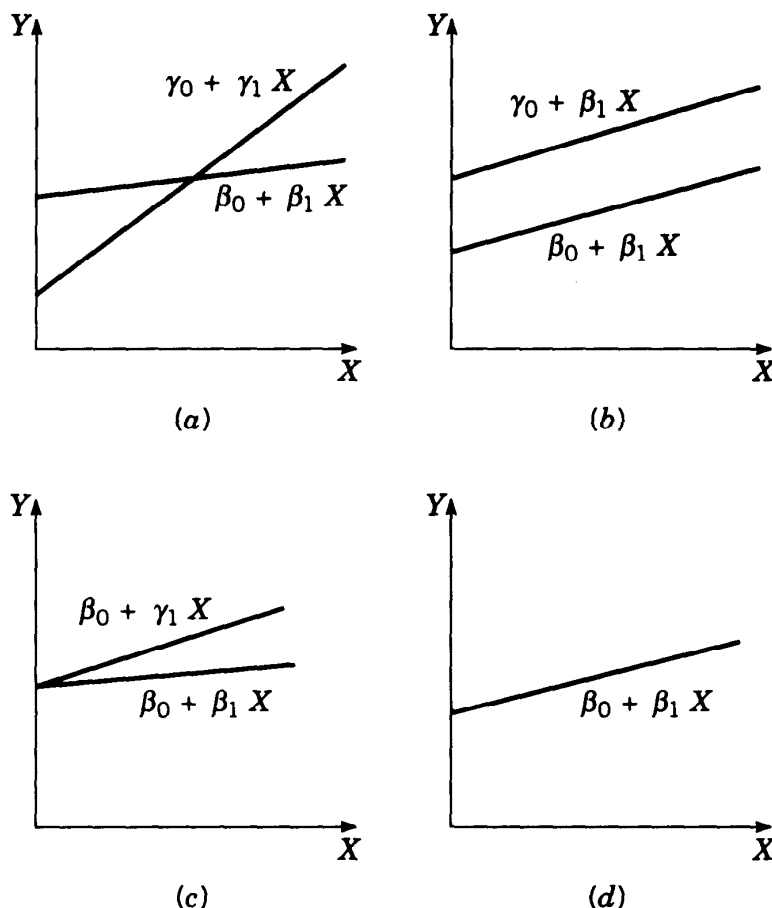 Y
γ₀ + γ₁ X
β₀ + β₁ X
X
(a)
Y
γ₀ + β₁ X
β₀ + β₁ X
X
(b)
Y
β₀ + γ₁ X
β₀ + β₁ X
X
(c)
Y
β₀ + β₁ X
X
(d)